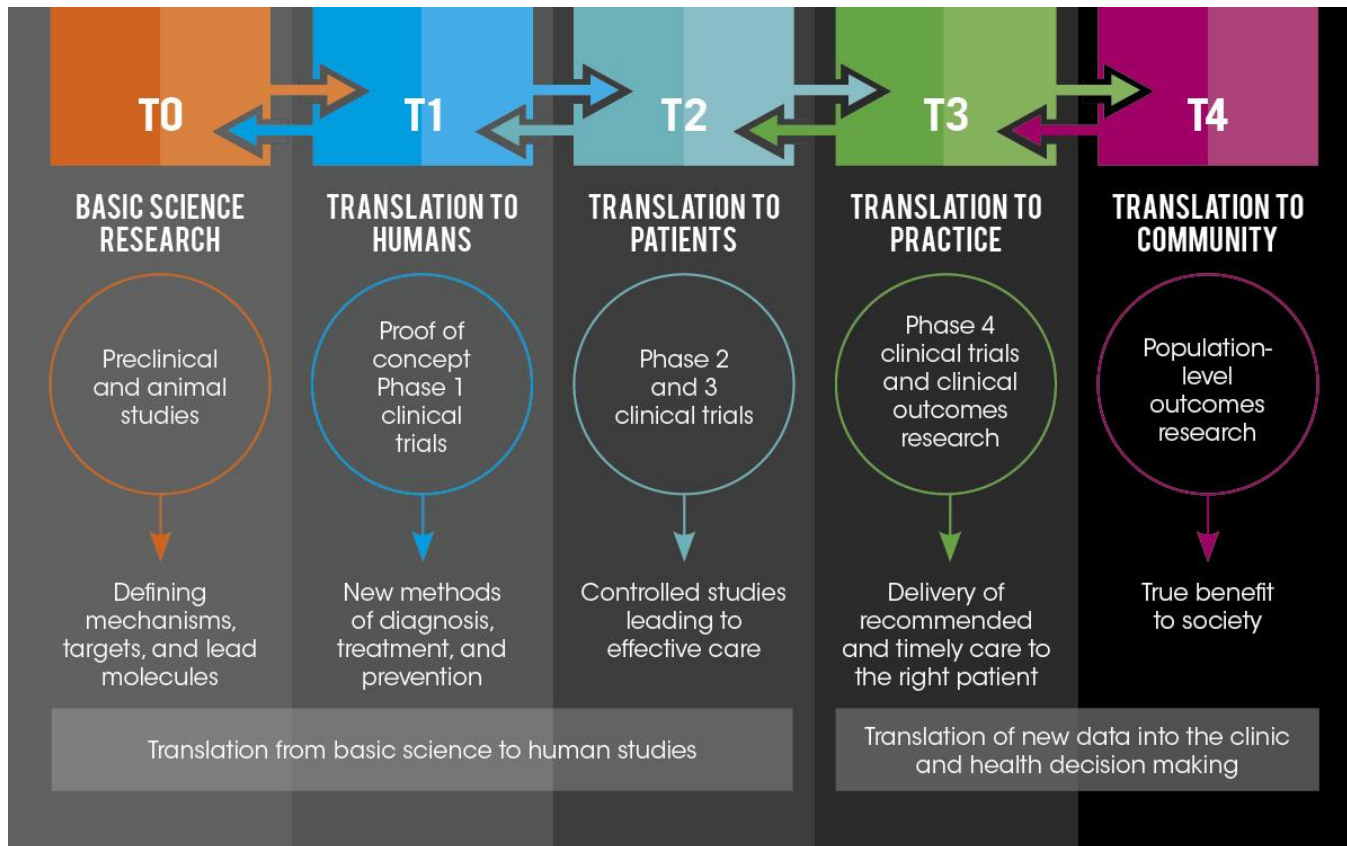 T0
T1
T2
T3
T4
BASIC SCIENCE
RESEARCH
TRANSLATION TO
HUMANS
TRANSLATION TO
PATIENTS
TRANSLATION TO
PRACTICE
TRANSLATION TO
COMMUNITY
Preclinical
and animal
studies
Proof of
concept
Phase 1
clinical
trials
Phase 2
and 3
clinical trials
Phase 4
clinical trials
and clinical
outcomes
research
Population-
level
outcomes
research
Defining
mechanisms,
targets, and lead
molecules
New methods
of diagnosis,
treatment, and
prevention
Controlled studies
leading to
effective care
Delivery of
recommended
and timely care to
the right patient
True benefit
to society
Translation from basic science to human studies
Translation of new data into the clinic
and health decision making